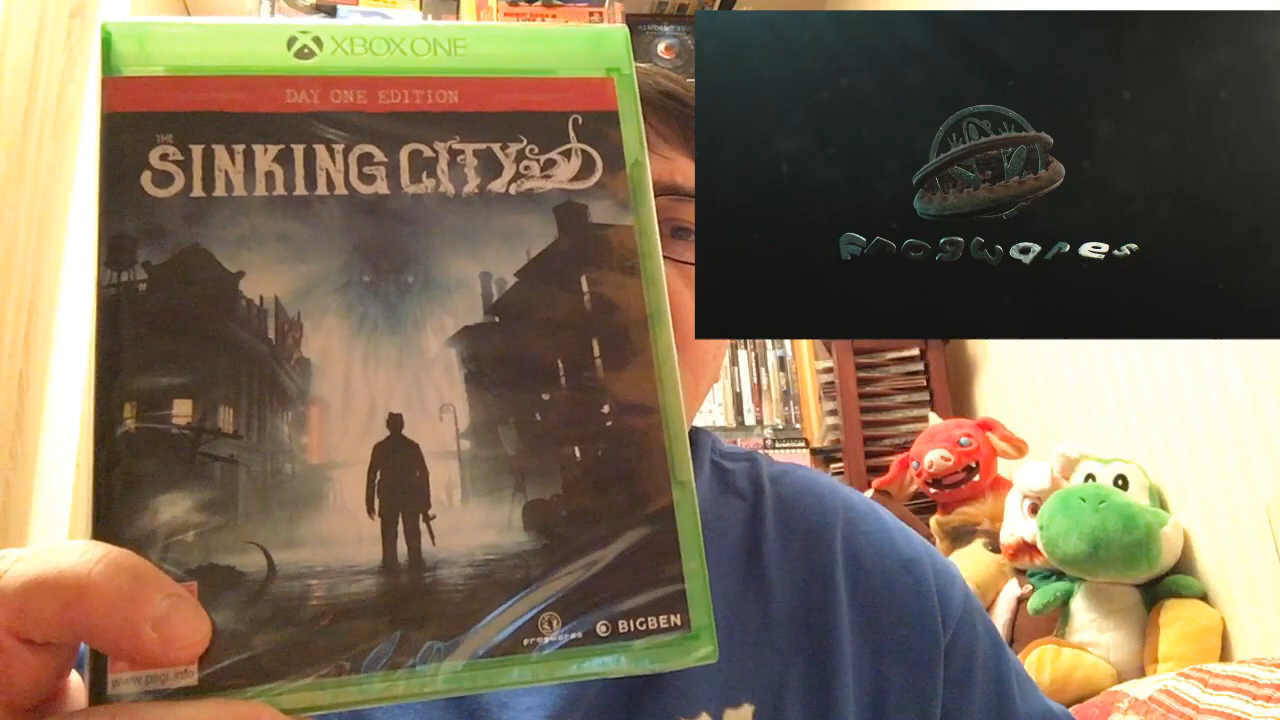 XBOX ONE
DAY ONE EDITION
THE
SINKING CITY
frogwares
BIGBEN
www.pegi.info
Frogwares